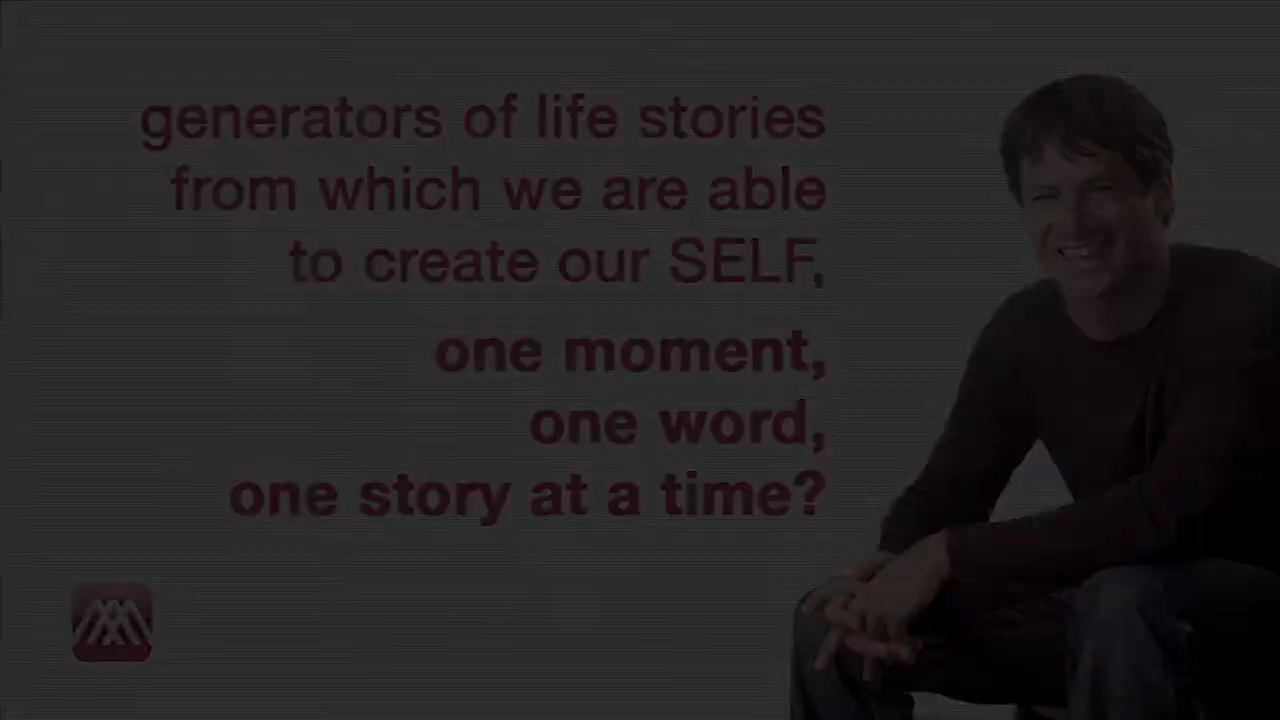 generators of life stories
from which we are able
to create our SELF,
one moment,
one word,
one story at a time?